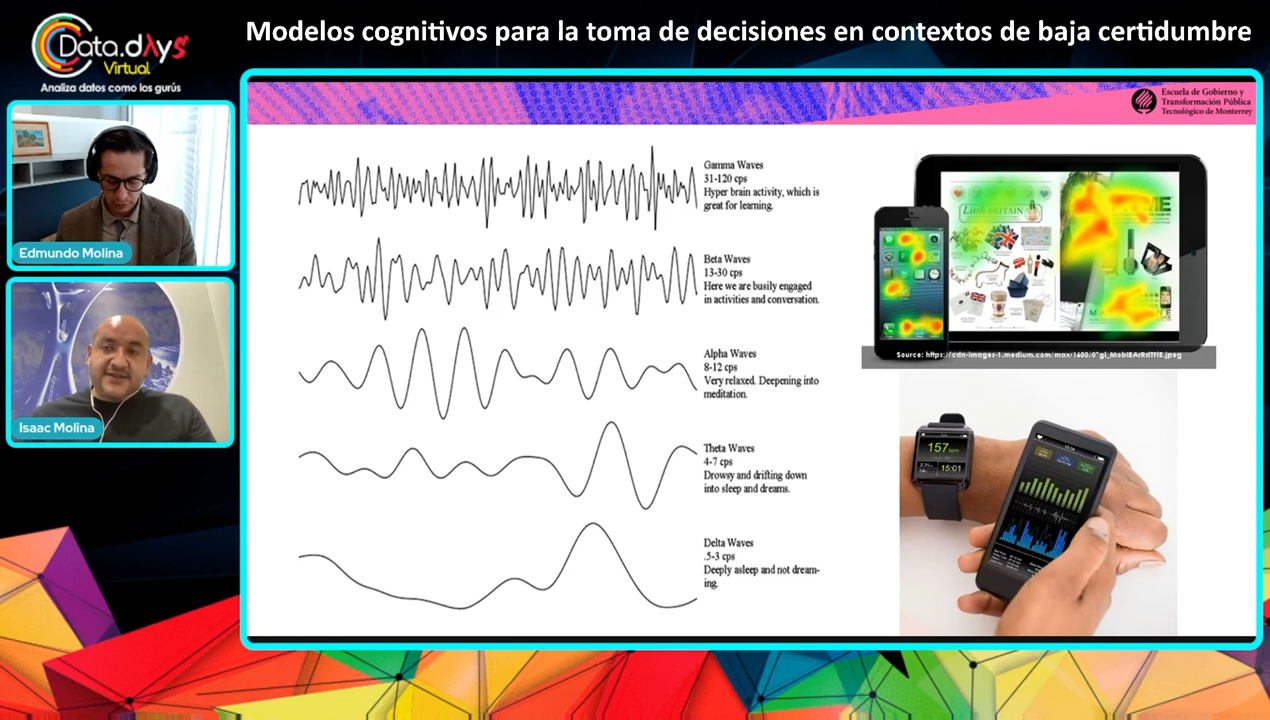 Modelos cognitivos para la toma de decisiones en contextos de baja certidumbre
Data.dAys
Virtual
Analiza datos como los gurús
Edmundo Molina
Isaac Molina
Escuela de Gobierno y
Transformación Pública
Tecnológico de Monterrey
Gamma Waves
31-120 cps
Hyper brain activity, which is
great for learning.
Beta Waves
13-30 cps
Here we are busily engaged
in activities and conversation.
Alpha Waves
8-12 cps
Very relaxed. Deepening into
meditation.
Theta Waves
4-7 cps
Drowsy and drifting down
into sleep and dreams.
Delta Waves
.5-3 cps
Deeply asleep and not dream-
ing.
Little BRITAIN
157
15:01